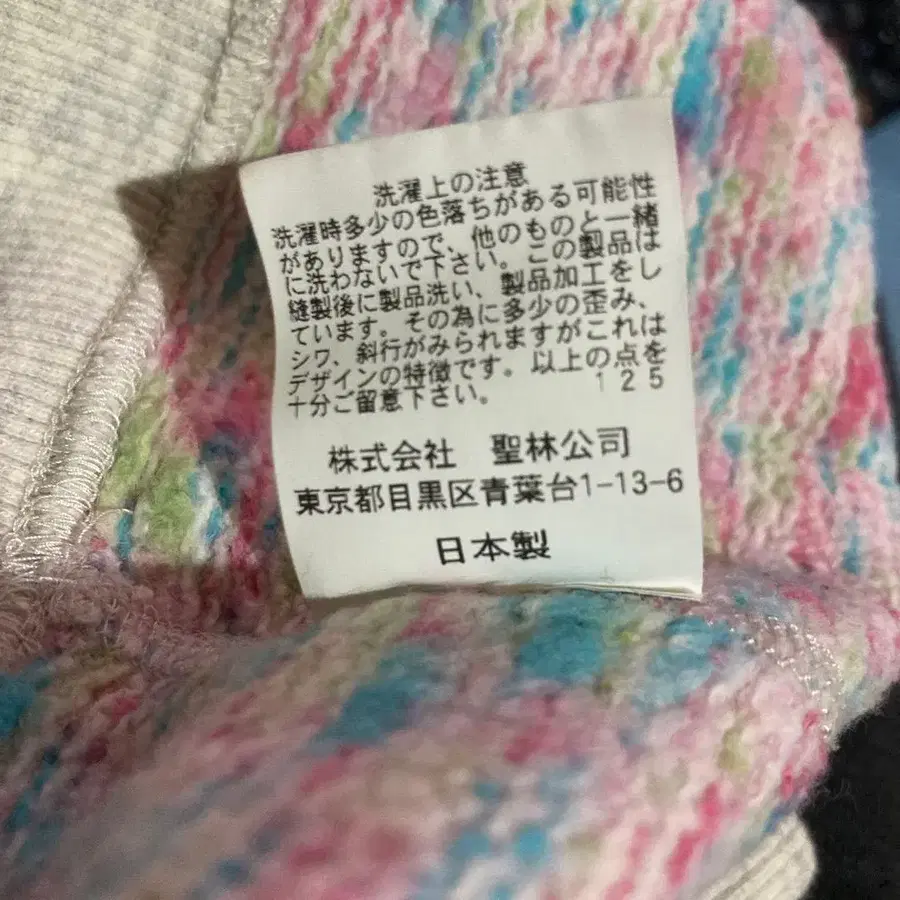 洗濯上の注意
洗濯時多少の色落ちがある可能性
がありますので、他のものと一緒
に洗わないで下さい。この製品は
縫製後に製品洗い、製品加工をし
ています。その為に多少の歪み、
シワ、斜行がみられますがこれは
デザインの特徴です。以上の点を
十分ご留意下さい。 125
株式会社 聖林公司
東京都目黒区青葉台1-13-6
日本製